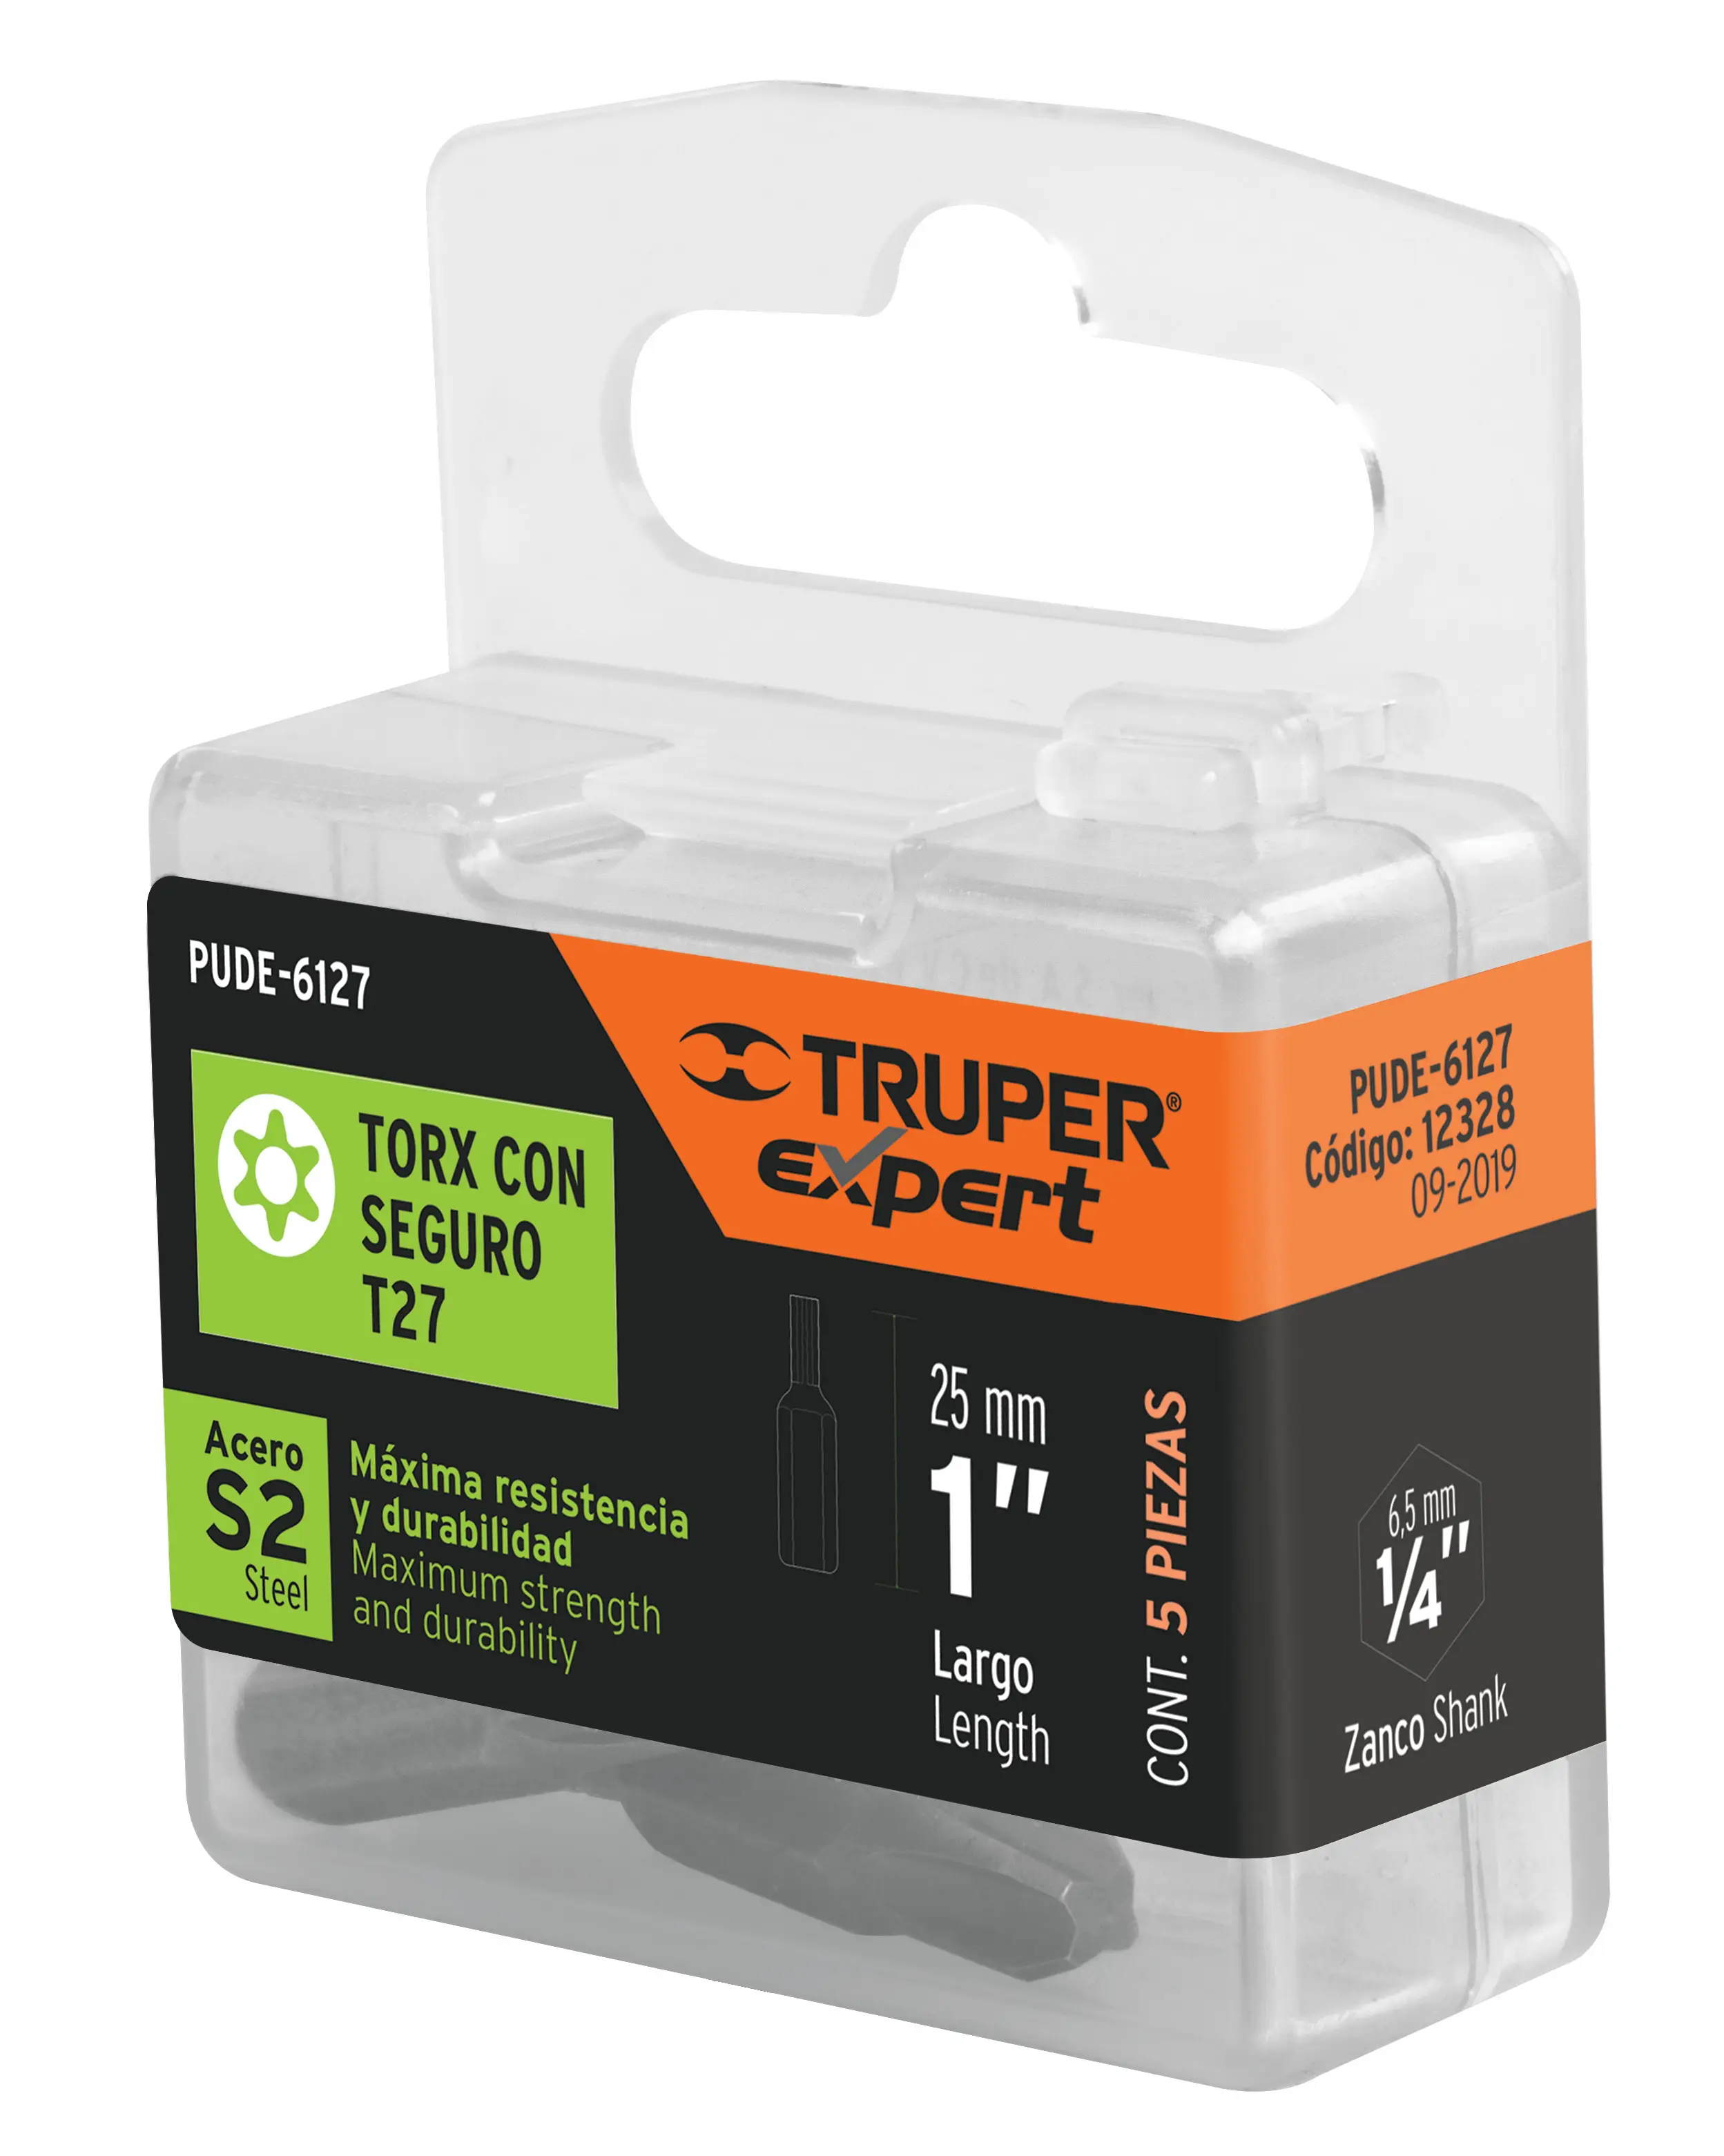 PUDE-6127
TORX CON
SEGURO
T27
TRUPER®
expert
PUDE-6127
Código: 12328
09-2019
Acero
S2
Steel
Máxima resistencia
y durabilidad
Maximum strength
and durability
25 mm
1"
Largo
Length
CONT. 5 PIEZAS
6,5 mm
1/4"
Zanco Shank